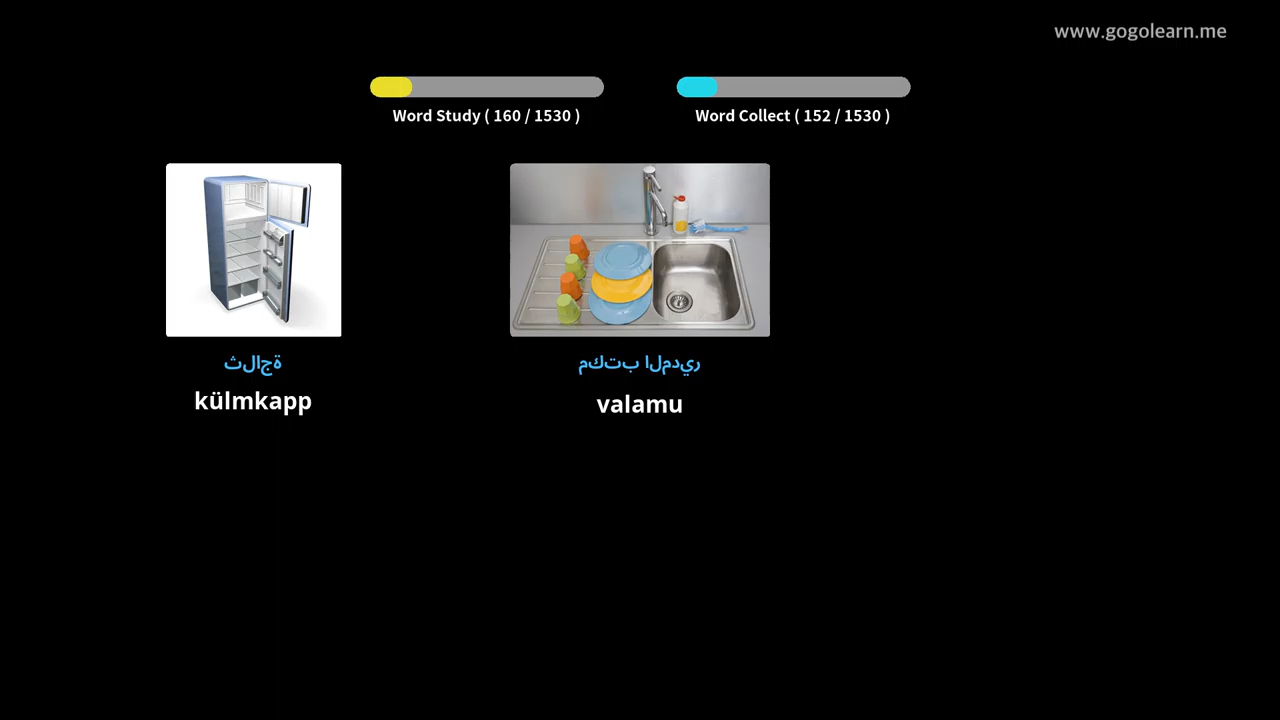 www.gogolearn.me
Word Study ( 160 / 1530 )
Word Collect ( 152 / 1530 )
ثلاجة
külmkapp
مكتب المدير
valamu